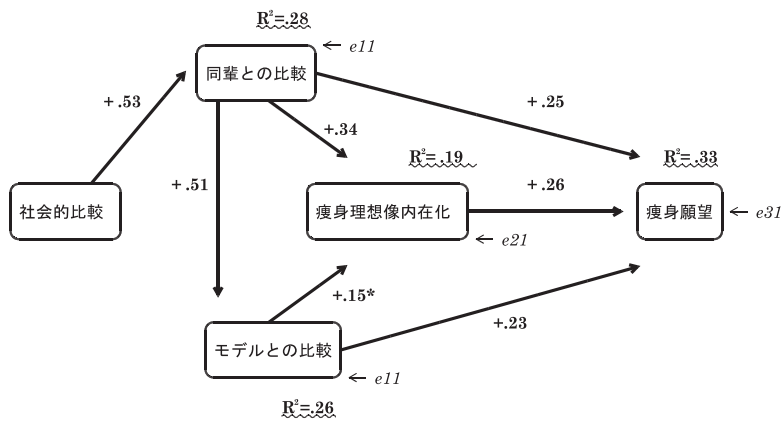 R²=.28
e11
同輩との比較
+.53
+.25
+.34
R²=.19
R²=.33
+.51
+.26
社会的比較
痩身理想像内在化
痩身願望
e31
e21
+.15*
+.23
モデルとの比較
e11
R²=.26